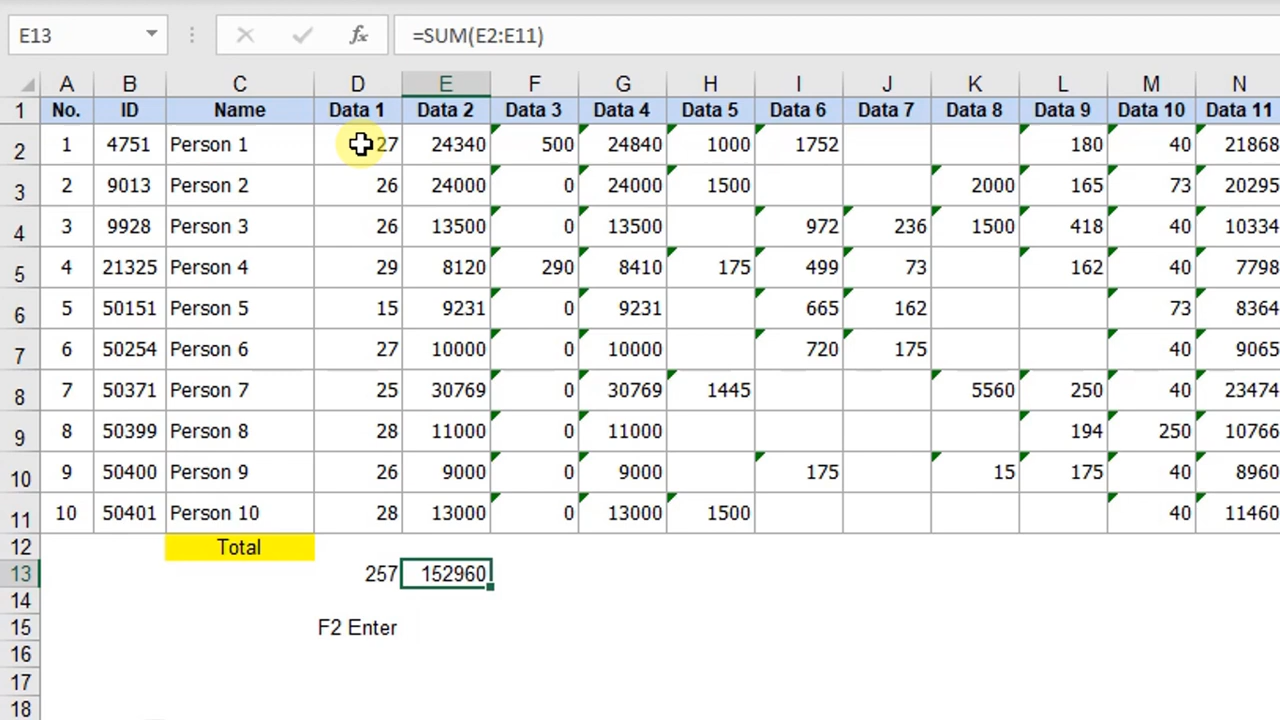 E13 fx =SUM(E2:E11)
A B C D E F G H I J K L M N
1 No. ID Name Data 1 Data 2 Data 3 Data 4 Data 5 Data 6 Data 7 Data 8 Data 9 Data 10 Data 11
2 1 4751 Person 1 27 24340 500 24840 1000 1752 180 40 21868
3 2 9013 Person 2 26 24000 0 24000 1500 2000 165 73 20295
4 3 9928 Person 3 26 13500 0 13500 972 236 1500 418 40 10334
5 4 21325 Person 4 29 8120 290 8410 175 499 73 162 40 7798
6 5 50151 Person 5 15 9231 0 9231 665 162 73 8364
7 6 50254 Person 6 27 10000 0 10000 720 175 40 9065
8 7 50371 Person 7 25 30769 0 30769 1445 5560 250 40 23474
9 8 50399 Person 8 28 11000 0 11000 194 250 10766
10 9 50400 Person 9 26 9000 0 9000 175 15 175 40 8960
11 10 50401 Person 10 28 13000 0 13000 1500 40 11460
12 Total
13 257 152960
14
15 F2 Enter
16
17
18